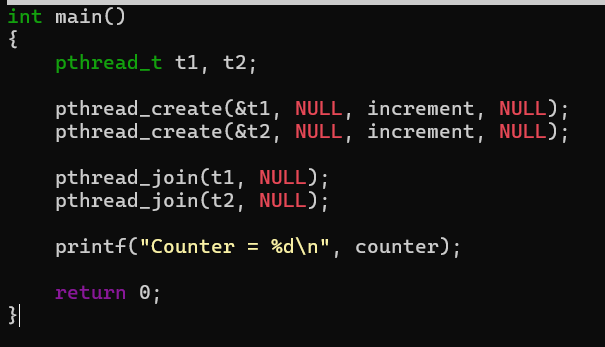 int main()
{
    pthread_t t1, t2;

    pthread_create(&t1, NULL, increment, NULL);
    pthread_create(&t2, NULL, increment, NULL);

    pthread_join(t1, NULL);
    pthread_join(t2, NULL);

    printf("Counter = %d\n", counter);

    return 0;
}